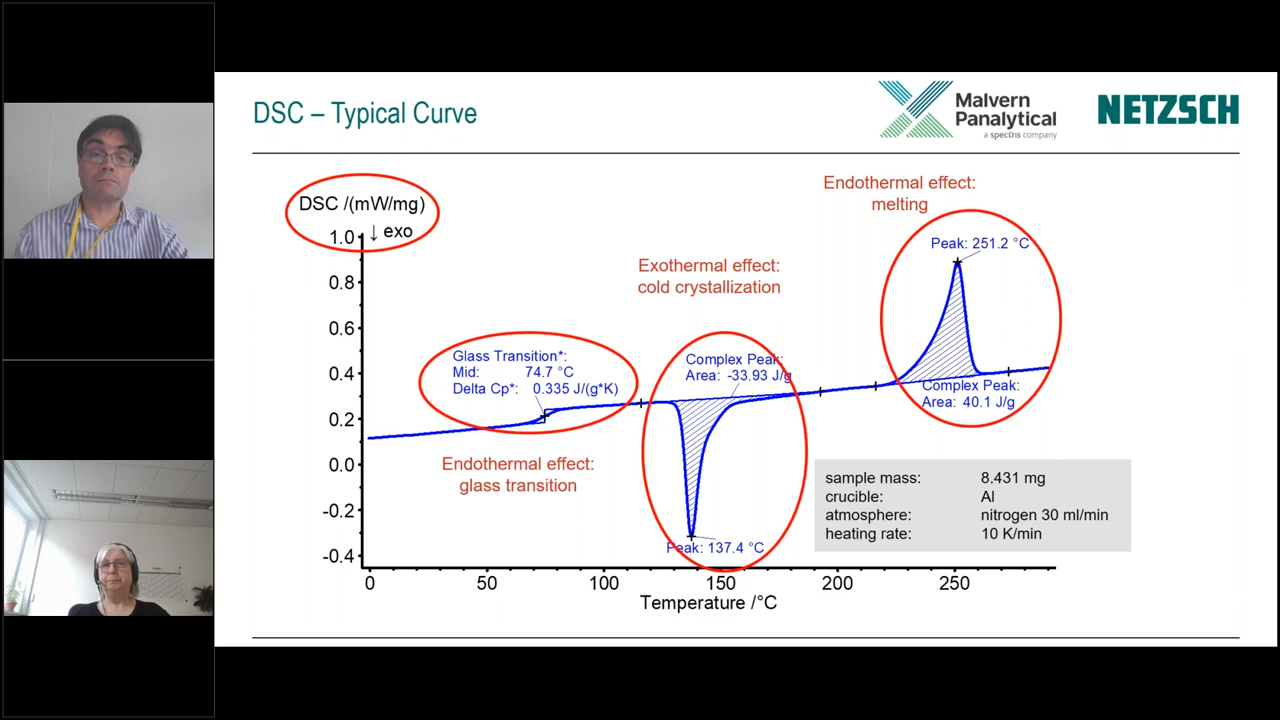 DSC – Typical Curve
Malvern
Panalytical
a spectris company
NETZSCH
DSC /(mW/mg)
↓ exo
1.0
0.8
0.6
0.4
0.2
0.0
-0.2
-0.4
0
50
100
150
200
250
Temperature /°C
Glass Transition*:
Mid: 74.7 °C
Delta Cp*: 0.335 J/(g*K)
Endothermal effect:
glass transition
Exothermal effect:
cold crystallization
Complex Peak:
Area: -33.93 J/g
Peak: 137.4 °C
Endothermal effect:
melting
Peak: 251.2 °C
Complex Peak:
Area: 40.1 J/g
sample mass: 8.431 mg
crucible: Al
atmosphere: nitrogen 30 ml/min
heating rate: 10 K/min